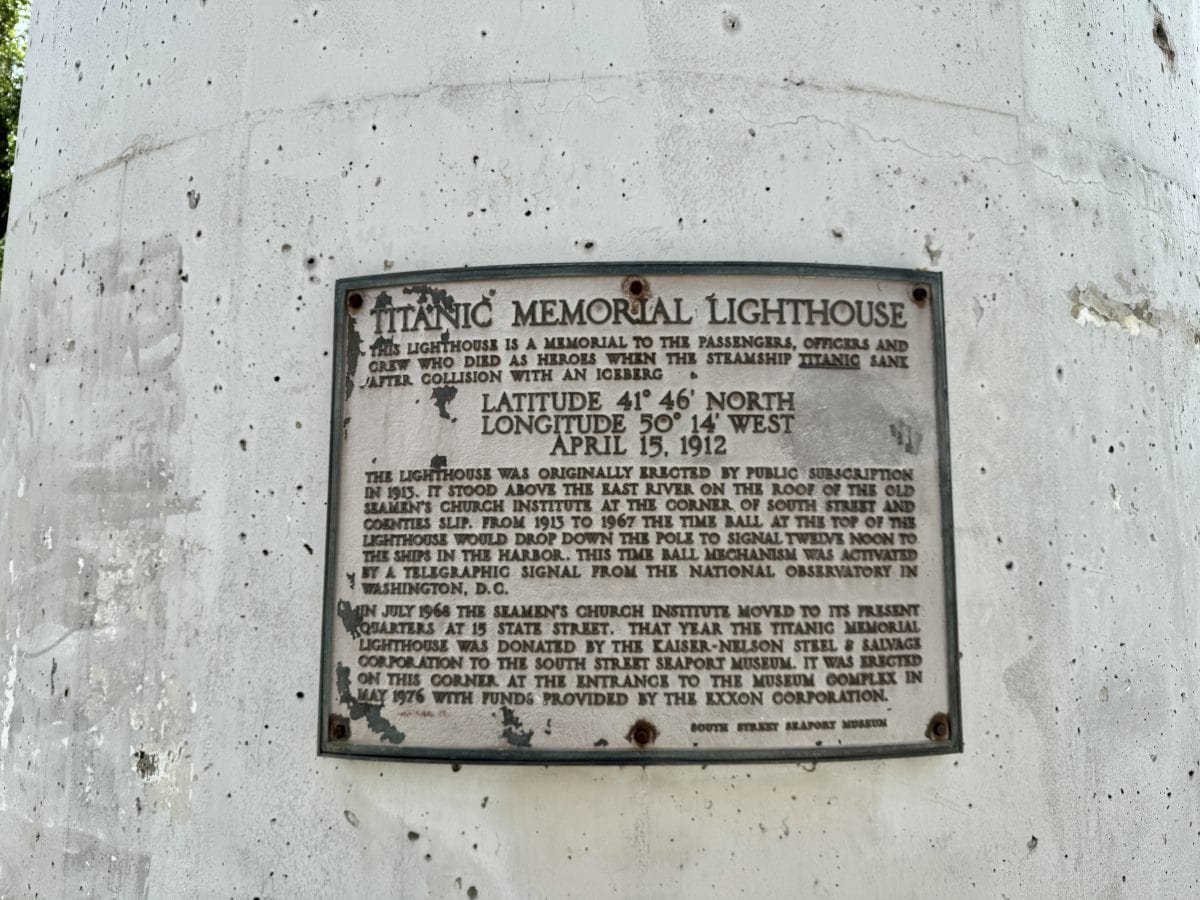 TITANIC MEMORIAL LIGHTHOUSE
THIS LIGHTHOUSE IS A MEMORIAL TO THE PASSENGERS, OFFICERS AND
CREW WHO DIED AS HEROES WHEN THE STEAMSHIP TITANIC SANK
AFTER COLLISION WITH AN ICEBERG
LATITUDE 41° 46' NORTH
LONGITUDE 50° 14' WEST
APRIL 15, 1912
THE LIGHTHOUSE WAS ORIGINALLY ERECTED BY PUBLIC SUBSCRIPTION
IN 1913. IT STOOD ABOVE THE EAST RIVER ON THE ROOF OF THE OLD
SEAMEN'S CHURCH INSTITUTE AT THE CORNER OF SOUTH STREET AND
COENTIES SLIP. FROM 1913 TO 1967 THE TIME BALL AT THE TOP OF THE
LIGHTHOUSE WOULD DROP DOWN THE POLE TO SIGNAL TWELVE NOON TO
THE SHIPS IN THE HARBOR. THIS TIME BALL MECHANISM WAS ACTIVATED
BY A TELEGRAPHIC SIGNAL FROM THE NATIONAL OBSERVATORY IN
WASHINGTON, D.C.
IN JULY 1968 THE SEAMEN'S CHURCH INSTITUTE MOVED TO ITS PRESENT
QUARTERS AT 15 STATE STREET. THAT YEAR THE TITANIC MEMORIAL
LIGHTHOUSE WAS DONATED BY THE KAISER-NELSON STEEL & SALVAGE
CORPORATION TO THE SOUTH STREET SEAPORT MUSEUM. IT WAS ERECTED
ON THIS CORNER AT THE ENTRANCE TO THE MUSEUM COMPLEX IN
MAY 1976 WITH FUNDS PROVIDED BY THE EXXON CORPORATION.
SOUTH STREET SEAPORT MUSEUM